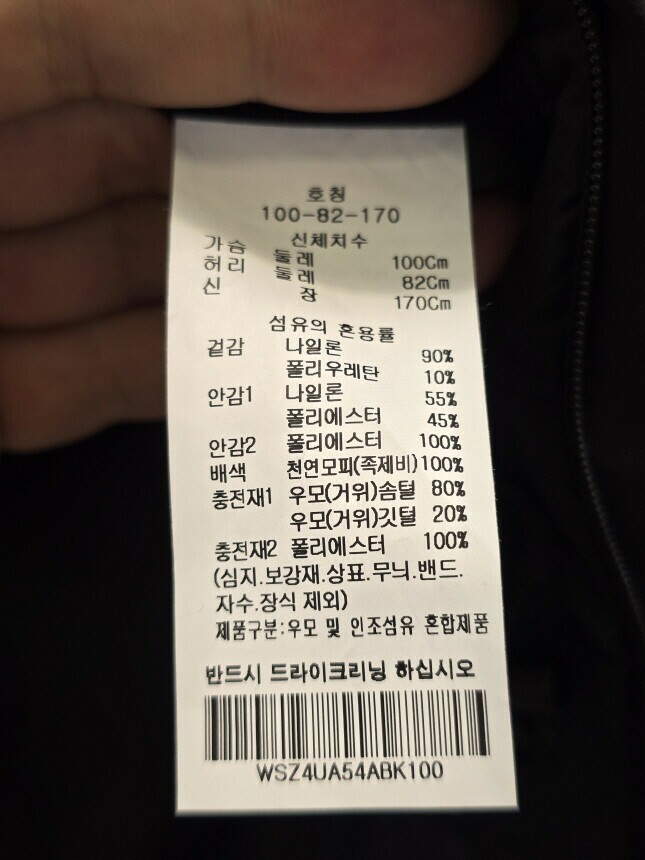 호칭
100-82-170
신체치수
가슴 둘레 100Cm
허리 둘레 82Cm
신 장 170Cm
섬유의 혼용률
겉감 나일론 90%
폴리우레탄 10%
안감1 나일론 55%
폴리에스터 45%
안감2 폴리에스터 100%
배색 천연모피(족제비)100%
충전재1 우모(거위)솜털 80%
우모(거위)깃털 20%
충전재2 폴리에스터 100%
(심지.보강재.상표.무늬.밴드.
자수.장식 제외)
제품구분:우모 및 인조섬유 혼합제품
반드시 드라이크리닝 하십시오
WSZ4UA54ABK100